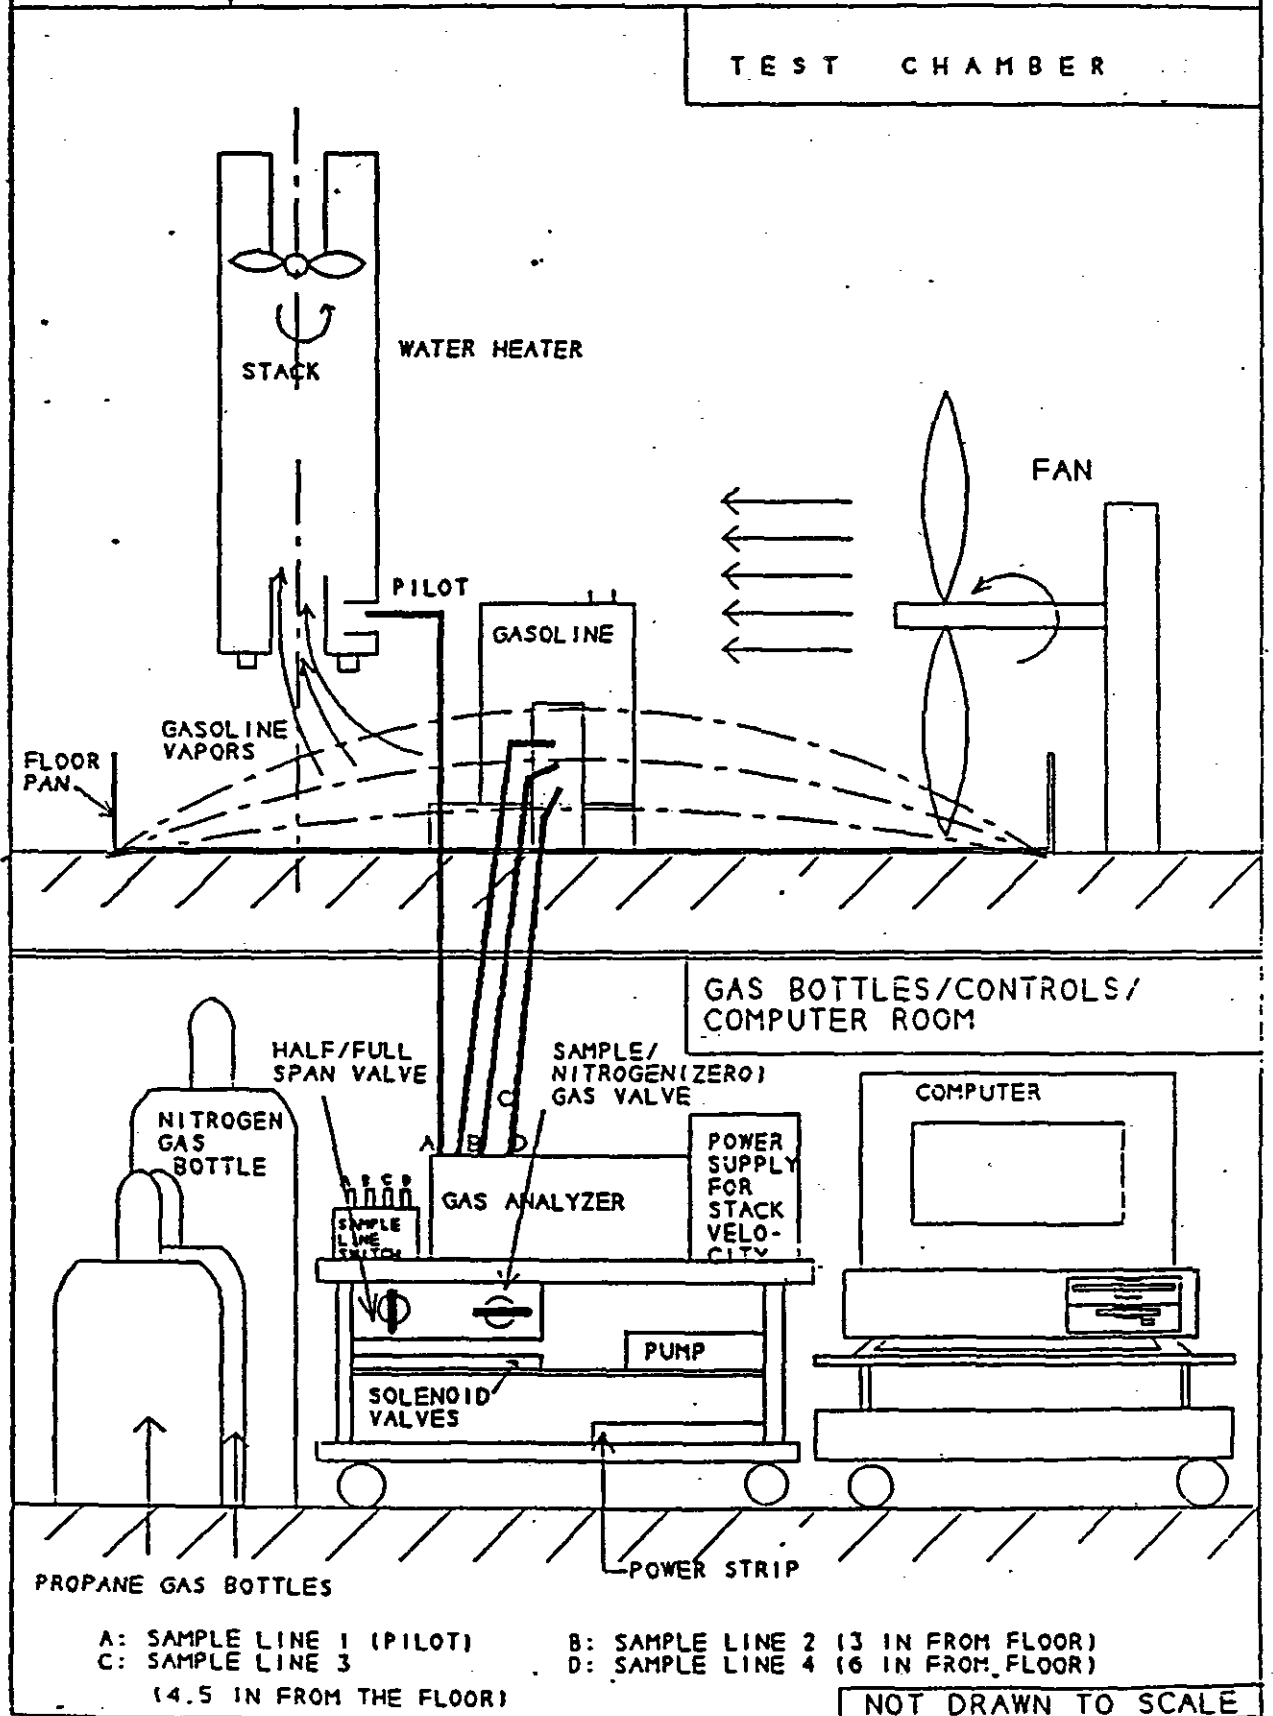 TEST CHAMBER
WATER HEATER
STACK
FAN
PILOT
GASOLINE
GASOLINE
VAPORS
FLOOR
PAN
GAS BOTTLES/CONTROLS/
COMPUTER ROOM
HALF/FULL
SPAN VALVE
SAMPLE/
NITROGEN(ZERO)
GAS VALVE
C
COMPUTER
NITROGEN
GAS
BOTTLE
A B D
POWER
SUPPLY
FOR
STACK
VELO-
CITY
A B C D
GAS ANALYZER
SAMPLE
LINE
SWITCH
PUMP
SOLENOID
VALVES
POWER STRIP
PROPANE GAS BOTTLES
A: SAMPLE LINE 1 (PILOT)
B: SAMPLE LINE 2 (3 IN FROM FLOOR)
C: SAMPLE LINE 3
D: SAMPLE LINE 4 (6 IN FROM FLOOR)
(4.5 IN FROM THE FLOOR)
NOT DRAWN TO SCALE